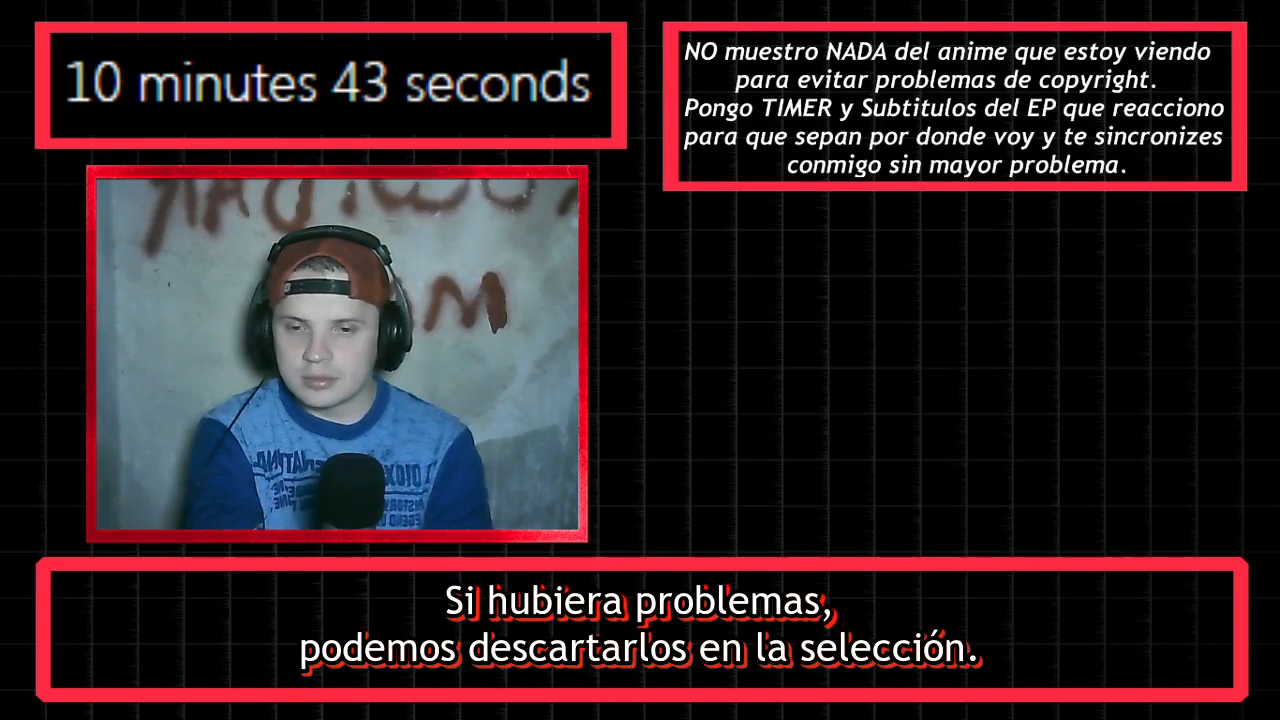 10 minutes 43 seconds
NO muestro NADA del anime que estoy viendo
para evitar problemas de copyright.
Pongo TIMER y Subtitulos del EP que reacciono
para que sepan por donde voy y te sincronizes
conmigo sin mayor problema.
Si hubiera problemas,
podemos descartarlos en la selección.